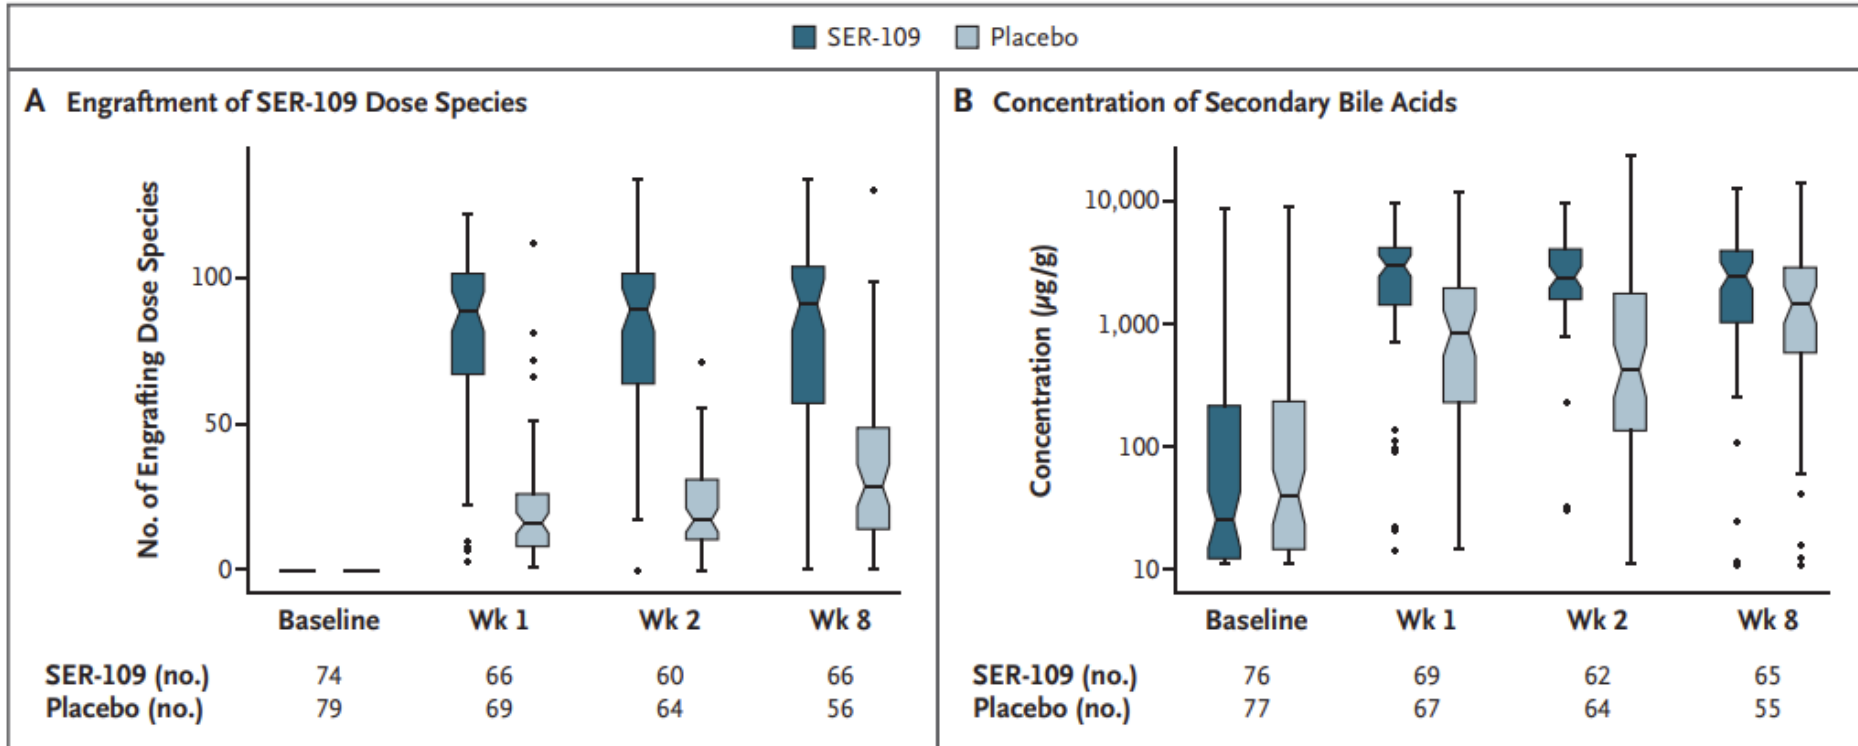 SER-109 Placebo
A Engraftment of SER-109 Dose Species
No. of Engrafting Dose Species
100
50
0
Baseline Wk 1 Wk 2 Wk 8
SER-109 (no.) 74 66 60 66
Placebo (no.) 79 69 64 56
B Concentration of Secondary Bile Acids
Concentration (µg/g)
10,000
1,000
100
10
Baseline Wk 1 Wk 2 Wk 8
SER-109 (no.) 76 69 62 65
Placebo (no.) 77 67 64 55